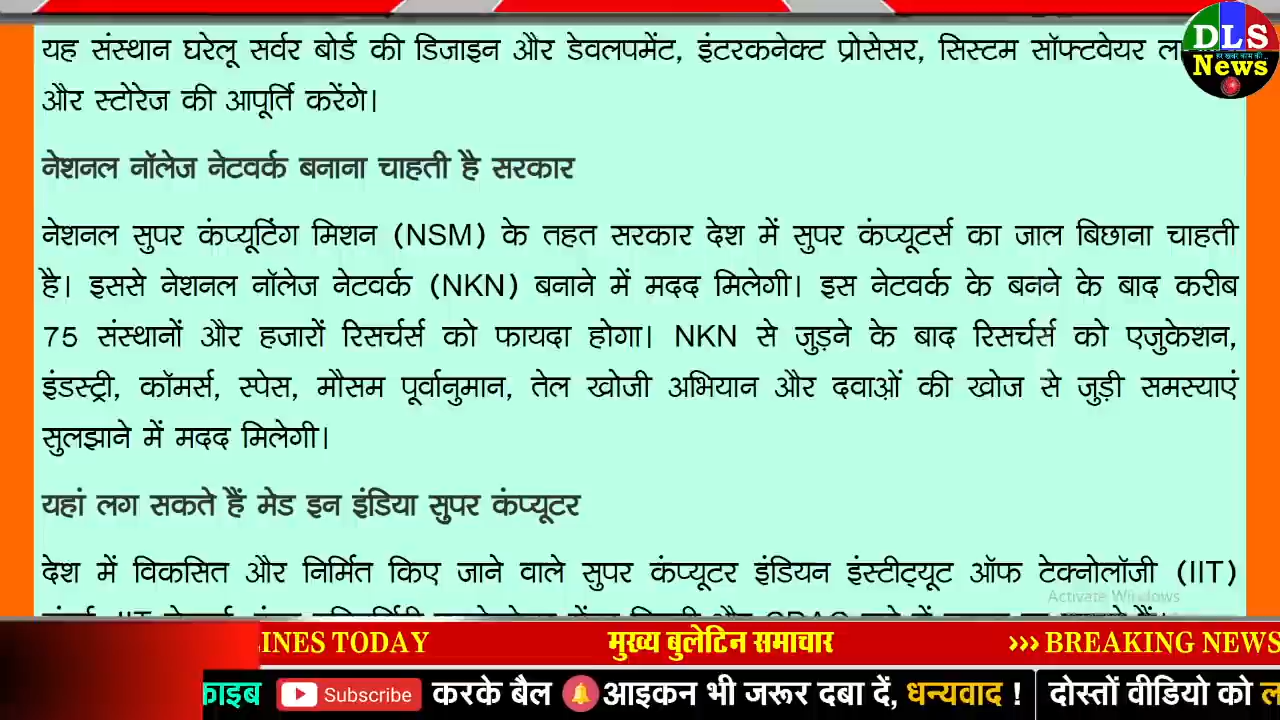 यह संस्थान घरेलू सर्वर बोर्ड की डिजाइन और डेवलपमेंट, इंटरकनेक्ट प्रोसेसर, सिस्टम सॉफ्टवेयर
DLS
News
और स्टोरेज की आपूर्ति करेंगे।
नेशनल नॉलेज नेटवर्क बनाना चाहती है सरकार
नेशनल सुपर कंप्यूटिंग मिशन (NSM) के तहत सरकार देश में सुपर कंप्यूटर्स का जाल बिछाना चाहती
है। इससे नेशनल नॉलेज नेटवर्क (NKN) बनाने में मदद मिलेगी। इस नेटवर्क के बनने के बाद करीब
75 संस्थानों और हजारों रिसर्चर्स को फायदा होगा। NKN से जुड़ने के बाद रिसर्चर्स को एजुकेशन,
इंडस्ट्री, कॉमर्स, स्पेस, मौसम पूर्वानुमान, तेल खोजी अभियान और दवाओं की खोज से जुड़ी समस्याएं
सुलझाने में मदद मिलेगी।
यहां लग सकते हैं मेड इन इंडिया सुपर कंप्यूटर
देश में विकसित और निर्मित किए जाने वाले सुपर कंप्यूटर इंडियन इंस्टीट्यूट ऑफ टेक्नोलॉजी (IIT)
Activate Windows
LINES TODAY मुख्य बुलेटिन समाचार ››› BREAKING NEWS
Subscribe करके बैल आइकन भी जरूर दबा दें, धन्यवाद ! दोस्तों वीडियो को